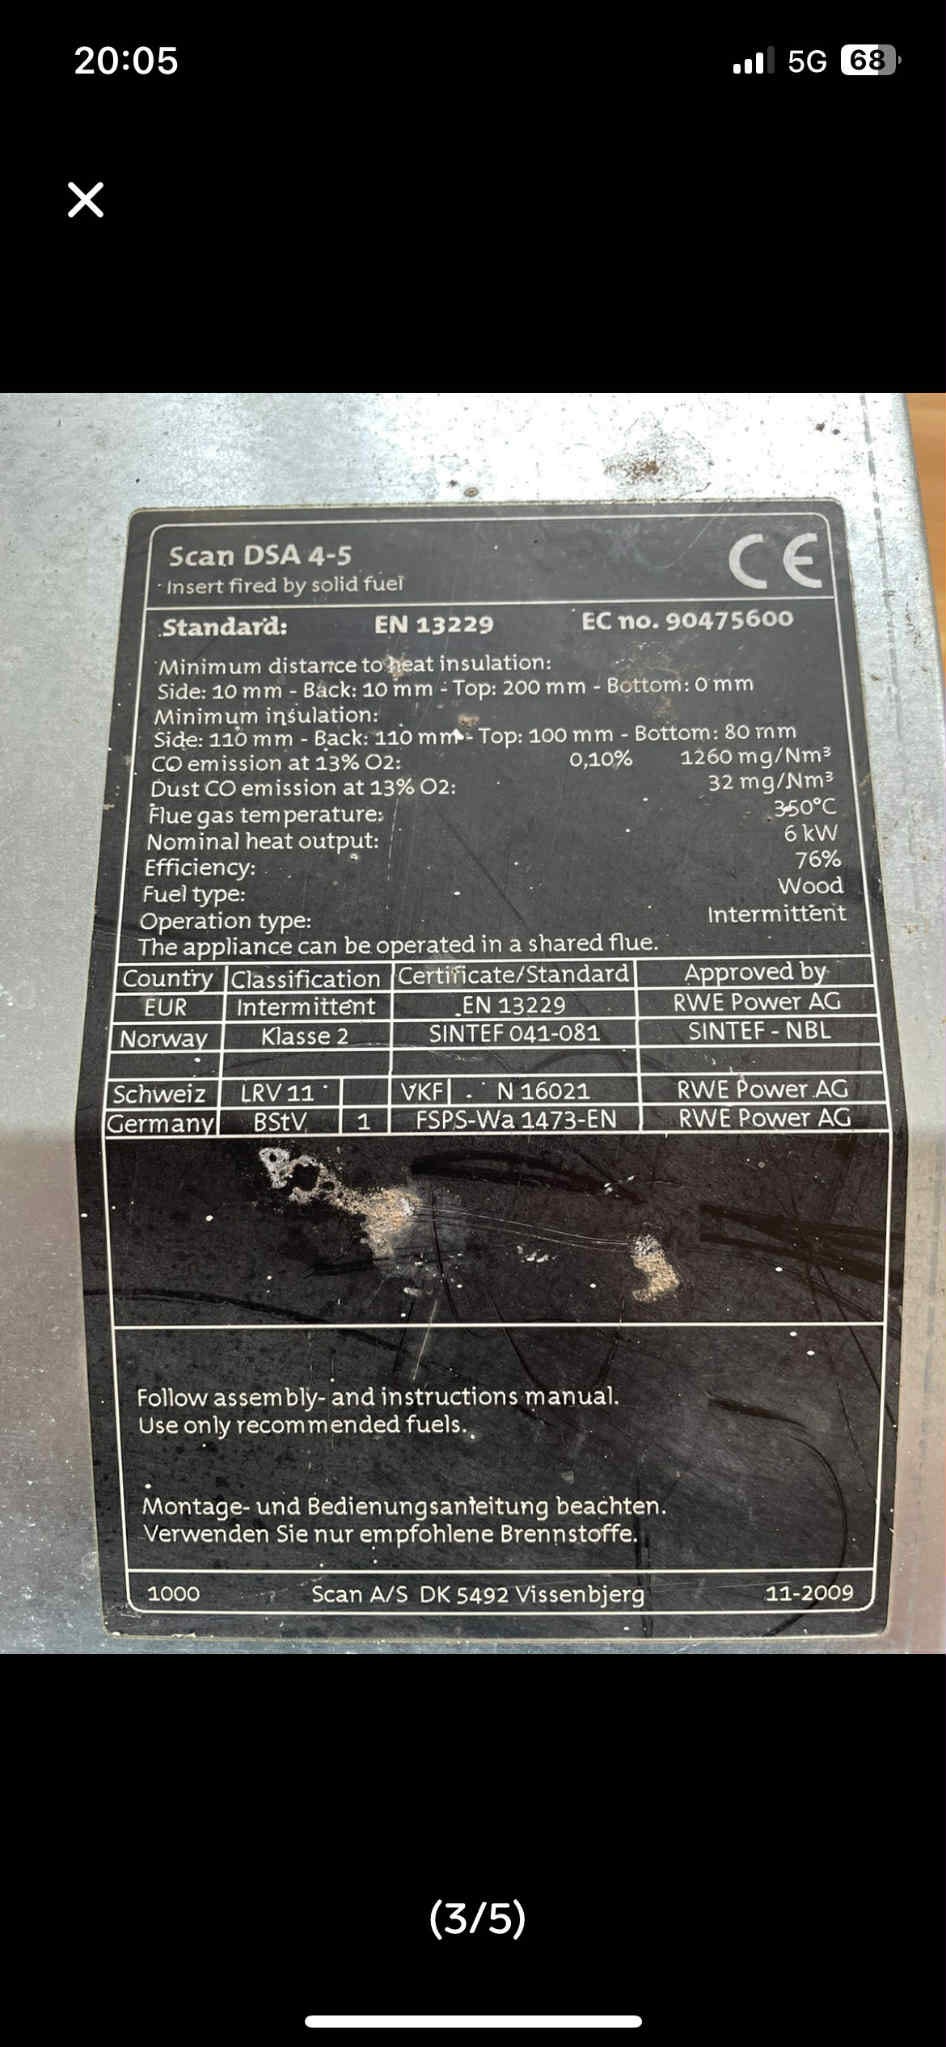 20:05
5G 68
Scan DSA 4-5
CE
Insert fired by solid fuel
Standard: EN 13229 EC no. 90475600
Minimum distance to heat insulation:
Side: 10 mm - Back: 10 mm - Top: 200 mm - Bottom: 0 mm
Minimum insulation:
Side: 110 mm - Back: 110 mm - Top: 100 mm - Bottom: 80 mm
CO emission at 13% O2: 0,10% 1260 mg/Nm³
Dust CO emission at 13% O2: 32 mg/Nm³
Flue gas temperature: 350°C
Nominal heat output: 6 kW
Efficiency: 76%
Fuel type: Wood
Operation type: Intermittent
The appliance can be operated in a shared flue.
Country Classification Certificate/Standard Approved by
EUR Intermittent EN 13229 RWE Power AG
Norway Klasse 2 SINTEF 041-081 SINTEF - NBL
Schweiz LRV 11 VKF N 16021 RWE Power AG
Germany BStV 1 FSPS-Wa 1473-EN RWE Power AG
Follow assembly- and instructions manual.
Use only recommended fuels.
Montage- und Bedienungsanleitung beachten.
Verwenden Sie nur empfohlene Brennstoffe.
1000 Scan A/S DK 5492 Vissenbjerg 11-2009
(3/5)